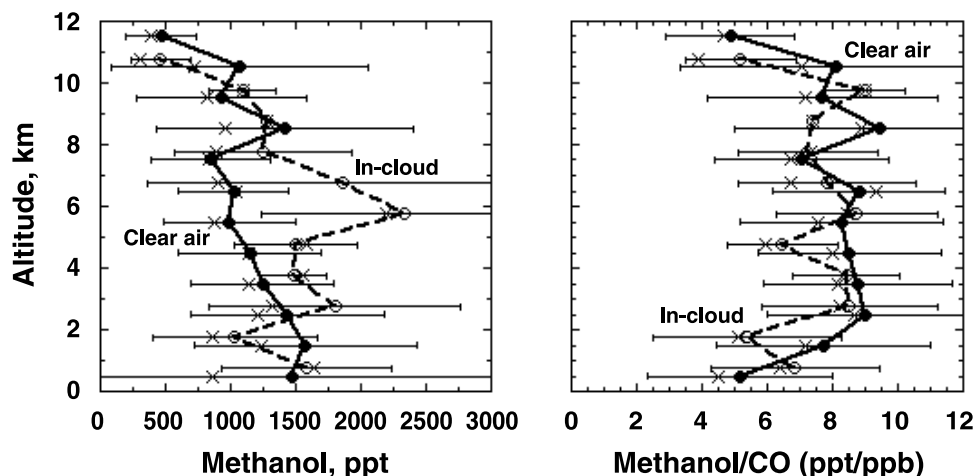 12
10
8
6
4
2
0
Altitude, km
In-cloud
Clear air
0 500 1000 1500 2000 2500 3000
Methanol, ppt
Clear air
In-cloud
0 2 4 6 8 10 12
Methanol/CO (ppt/ppb)